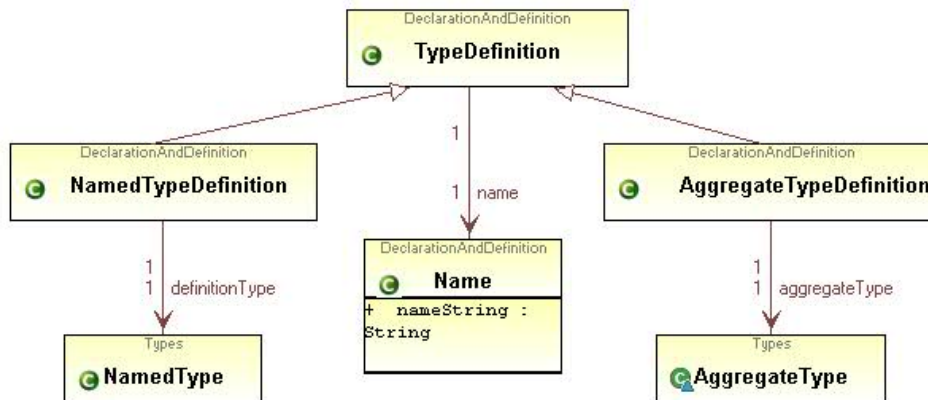 DeclarationAndDefinition
TypeDefinition
DeclarationAndDefinition
NamedTypeDefinition
DeclarationAndDefinition
AggregateTypeDefinition
1
1 name
DeclarationAndDefinition
Name
+ nameString :
String
1
1 definitionType
1
1 aggregateType
Types
NamedType
Types
AggregateType